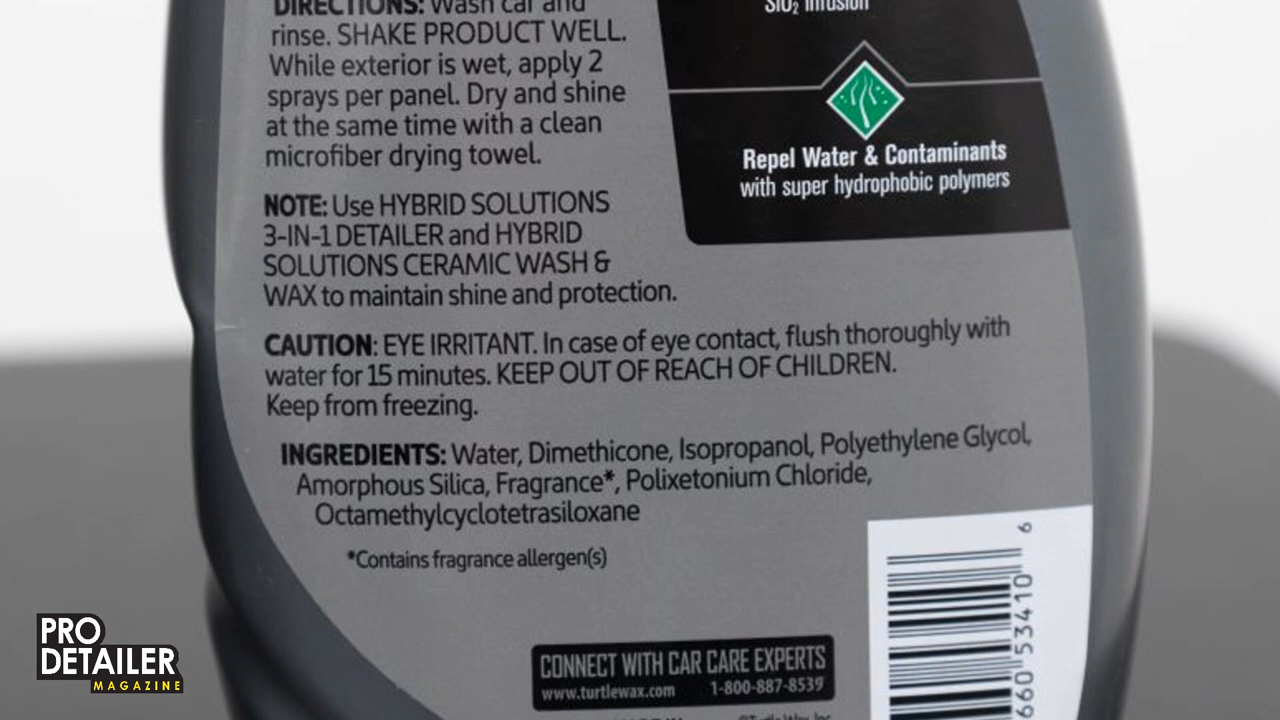 DIRECTIONS: Wash car and
rinse. SHAKE PRODUCT WELL.
While exterior is wet, apply 2
sprays per panel. Dry and shine
at the same time with a clean
microfiber drying towel.
NOTE: Use HYBRID SOLUTIONS
3-IN-1 DETAILER and HYBRID
SOLUTIONS CERAMIC WASH &
WAX to maintain shine and protection.
CAUTION: EYE IRRITANT. In case of eye contact, flush thoroughly with
water for 15 minutes. KEEP OUT OF REACH OF CHILDREN.
Keep from freezing.
INGREDIENTS: Water, Dimethicone, Isopropanol, Polyethylene Glycol,
Amorphous Silica, Fragrance*, Polixetonium Chloride,
Octamethylcyclotetrasiloxane
*Contains fragrance allergen(s)
SiO₂ Infusion
Repel Water & Contaminants
with super hydrophobic polymers
CONNECT WITH CAR CARE EXPERTS
www.turtlewax.com 1-800-887-8539
660 53410 6
PRO
DETAILER
MAGAZINE